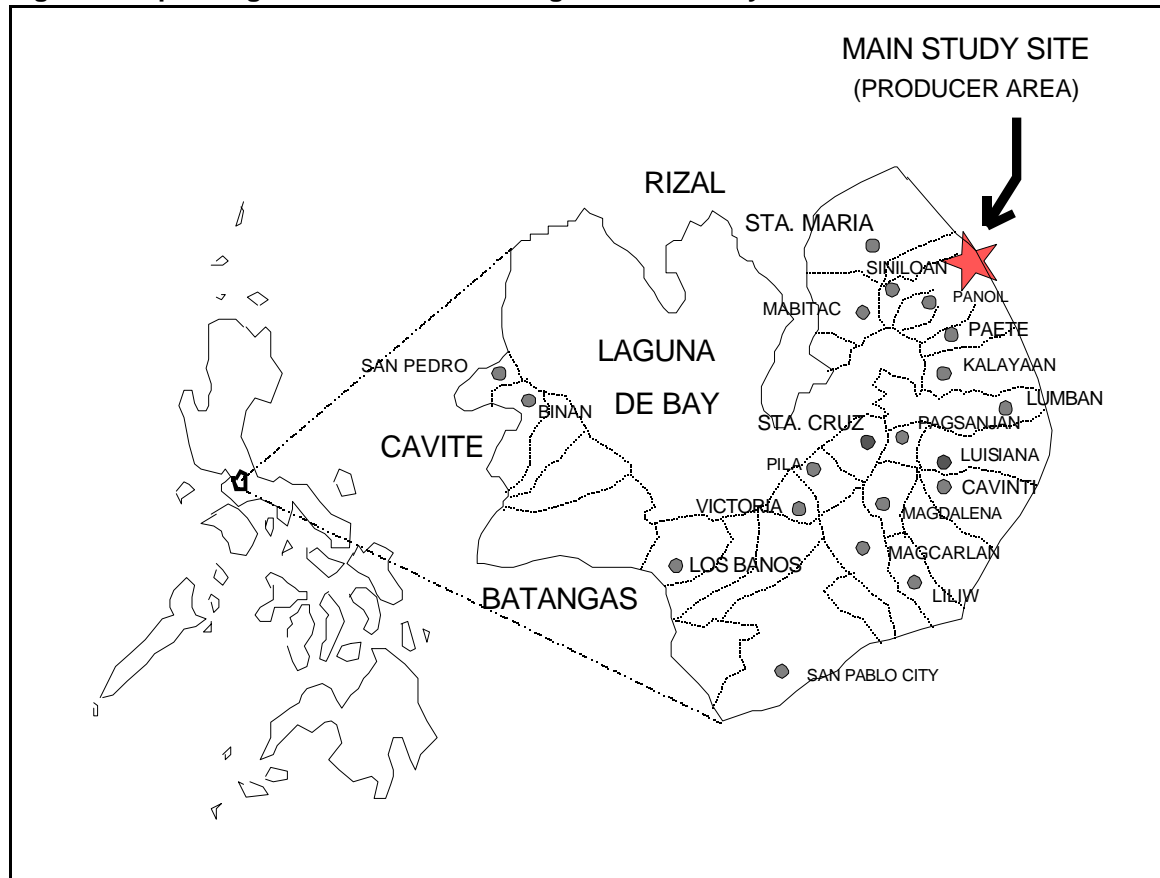 MAIN STUDY SITE
(PRODUCER AREA)
RIZAL
STA. MARIA
SINILOAN
PANOIL
MABITAC
PAETE
LAGUNA
DE BAY
SAN PEDRO
KALAYAAN
BINAN
LUMBAN
STA. CRUZ
PAGSANJAN
CAVITE
LUISIANA
PILA
CAVINTI
VICTORIA
MAGDALENA
MAGCARLAN
LOS BANOS
LILIW
BATANGAS
SAN PABLO CITY